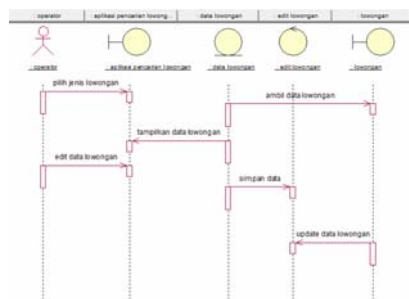 : operator
: aplikasi pencarian lowong...
: data lowongan
: edit lowongan
: lowongan
: operator
: aplikasi pencarian lowongan
: data lowongan
: edit lowongan
: lowongan
pilih jenis lowongan
ambil data lowongan
tampilkan data lowongan
edit data lowongan
simpan data
update data lowongan